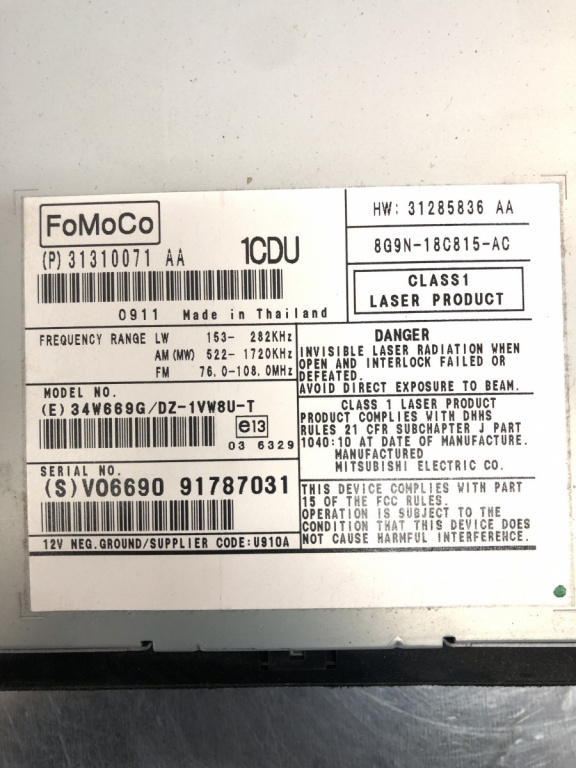 FoMoCo
(P) 31310071 AA 1CDU
0911 Made in Thailand
HW: 31285836 AA
8G9N-18C815-AC
CLASS1
LASER PRODUCT
FREQUENCY RANGE LW 153- 282KHz
AM (MW) 522- 1720KHz
FM 76.0-108.0MHz
MODEL NO.
(E) 34W669G/DZ-1VW8U-T
e13
03 6329
SERIAL NO.
(S) V06690 91787031
12V NEG.GROUND/SUPPLIER CODE:U910A
DANGER
INVISIBLE LASER RADIATION WHEN
OPEN AND INTERLOCK FAILED OR
DEFEATED.
AVOID DIRECT EXPOSURE TO BEAM.
CLASS 1 LASER PRODUCT
PRODUCT COMPLIES WITH DHHS
RULES 21 CFR SUBCHAPTER J PART
1040:10 AT DATE OF MANUFACTURE.
MANUFACTURED
MITSUBISHI ELECTRIC CO.
THIS DEVICE COMPLIES WITH PART
15 OF THE FCC RULES.
OPERATION IS SUBJECT TO THE
CONDITION THAT THIS DEVICE DOES
NOT CAUSE HARMFUL INTERFERENCE.